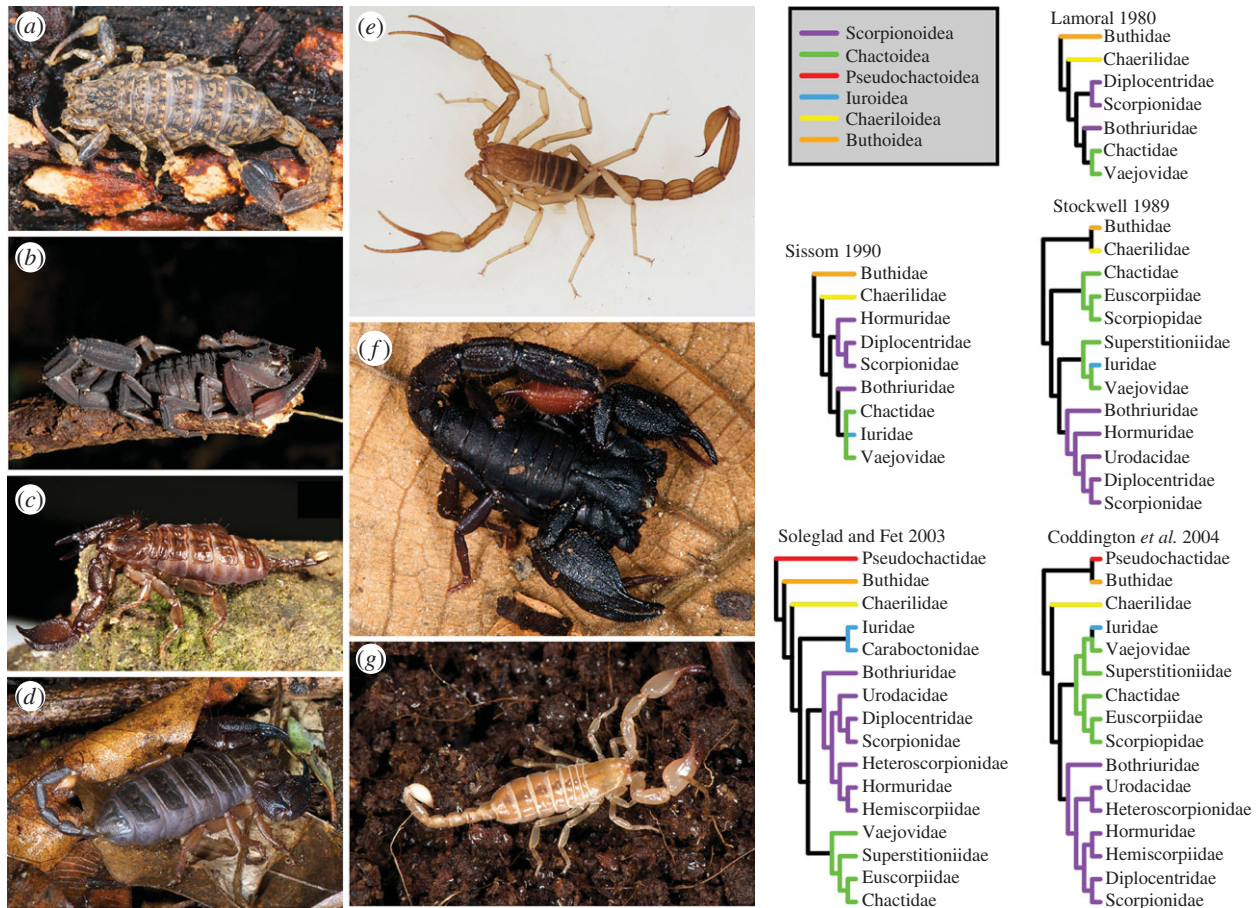 (a)
(b)
(c)
(d)
(e)
(f)
(g)
Scorpionoidea
Chactoidea
Pseudochactoidea
Iuroidea
Chaeriloidea
Buthoidea
Lamoral 1980
Buthidae
Chaerilidae
Diplocentridae
Scorpionidae
Bothriuridae
Chactidae
Vaejovidae
Sissom 1990
Buthidae
Chaerilidae
Hormuridae
Diplocentridae
Scorpionidae
Bothriuridae
Chactidae
Iuridae
Vaejovidae
Stockwell 1989
Buthidae
Chaerilidae
Chactidae
Euscorpiidae
Scorpiopidae
Superstitioniidae
Iuridae
Vaejovidae
Bothriuridae
Hormuridae
Urodacidae
Diplocentridae
Scorpionidae
Soleglad and Fet 2003
Pseudochactidae
Buthidae
Chaerilidae
Iuridae
Caraboctonidae
Bothriuridae
Urodacidae
Diplocentridae
Scorpionidae
Heteroscorpionidae
Hormuridae
Hemiscorpiidae
Vaejovidae
Superstitioniidae
Euscorpiidae
Chactidae
Coddington et al. 2004
Pseudochactidae
Buthidae
Chaerilidae
Iuridae
Vaejovidae
Superstitioniidae
Chactidae
Euscorpiidae
Scorpiopidae
Bothriuridae
Urodacidae
Heteroscorpionidae
Hormuridae
Hemiscorpiidae
Diplocentridae
Scorpionidae